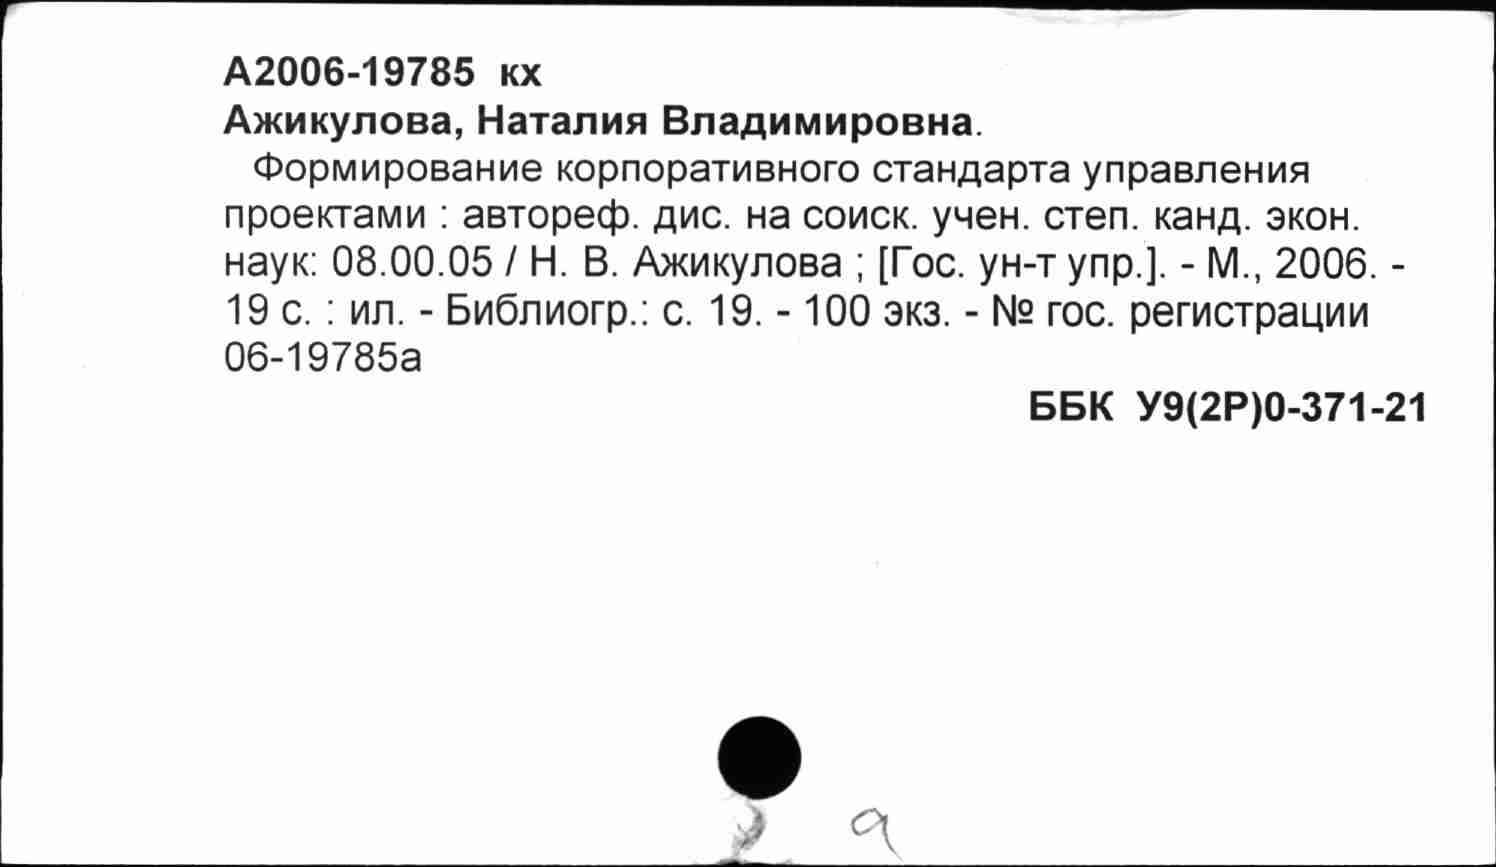 А2006-19785 кх
Ажикулова, Наталия Владимировна.
Формирование корпоративного стандарта управления
проектами : автореф. дис. на соиск. учен. степ. канд. экон.
наук: 08.00.05 / Н. В. Ажикулова ; [Гос. ун-т упр.]. - М., 2006. -
19 с. : ил. - Библиогр.: с. 19. - 100 экз. - № гос. регистрации
06-19785а
ББК У9(2Р)0-371-21